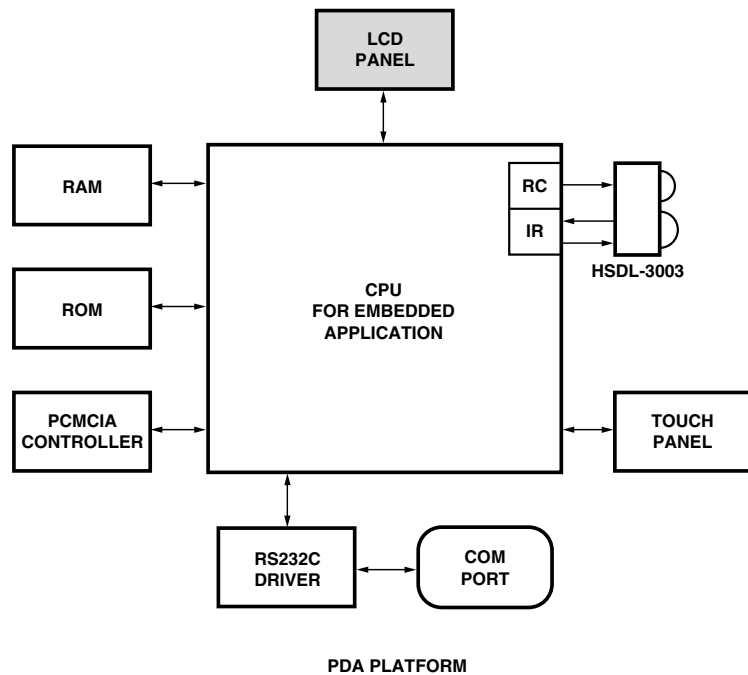 LCD
PANEL
RAM
RC
IR
HSDL-3003
ROM
CPU
FOR EMBEDDED
APPLICATION
PCMCIA
CONTROLLER
TOUCH
PANEL
RS232C
DRIVER
COM
PORT
PDA PLATFORM